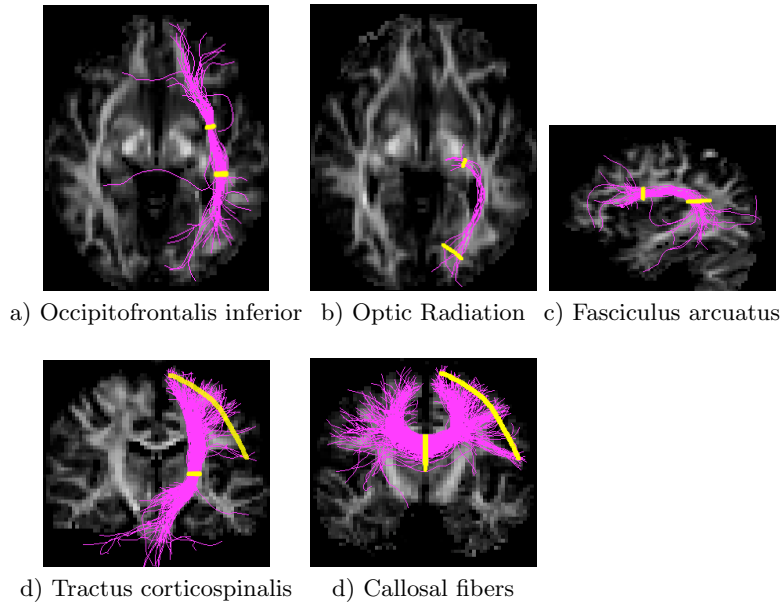 a) Occipitofrontalis inferior b) Optic Radiation c) Fasciculus arcuatus
d) Tractus corticospinalis d) Callosal fibers